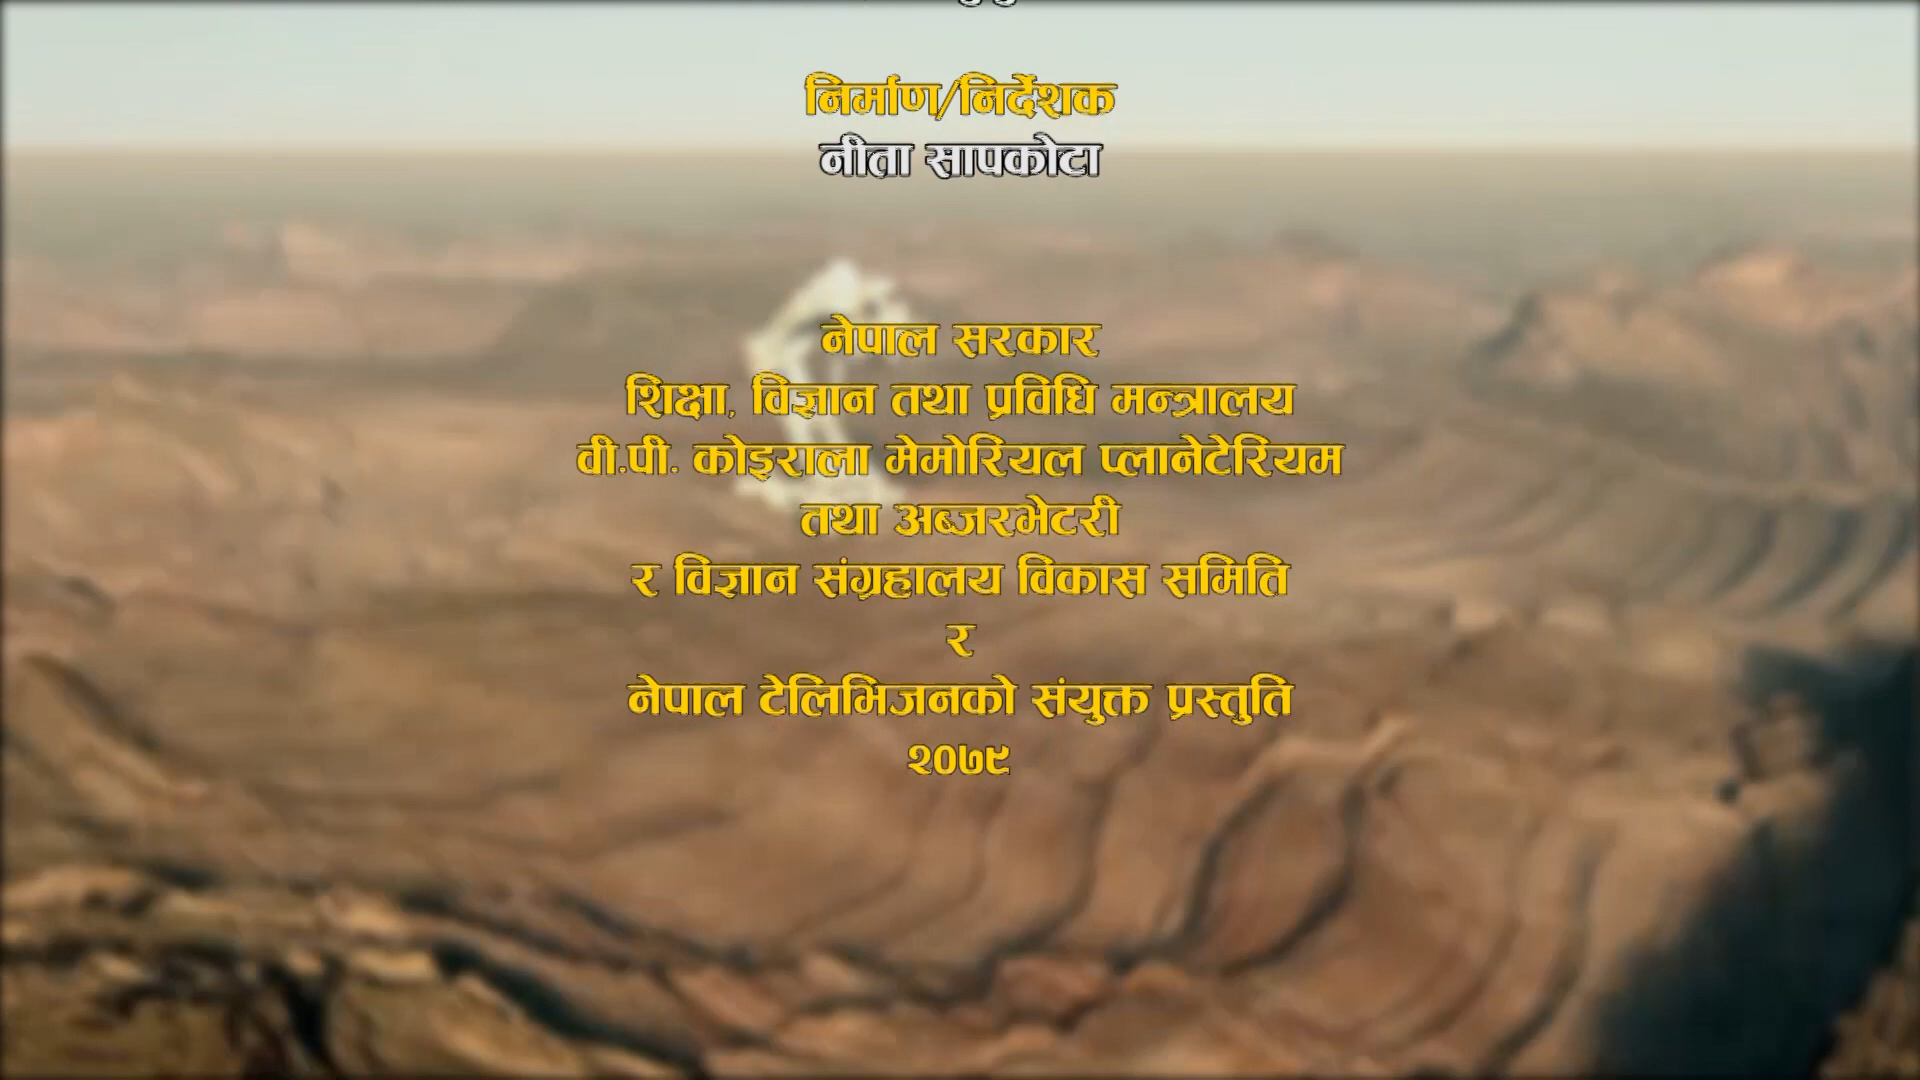 निर्माण/निर्देशक
नीता सापकोटा
नेपाल सरकार
शिक्षा, विज्ञान तथा प्रविधि मन्त्रालय
वी.पी. कोइराला मेमोरियल प्लानेटेरियम
तथा अब्जरभेटरी
र विज्ञान संग्रहालय विकास समिति
र
नेपाल टेलिभिजनको संयुक्त प्रस्तुति
२०७९